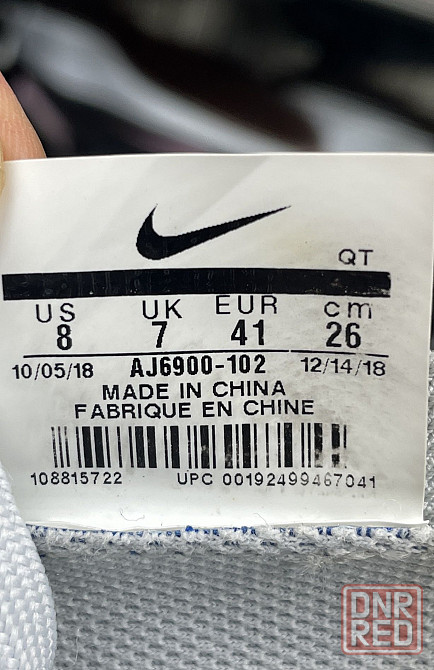 QT
US UK EUR cm
8 7 41 26
10/05/18 AJ6900-102 12/14/18
MADE IN CHINA
FABRIQUE EN CHINE
108815722 UPC 00192499467041
DNR
RED